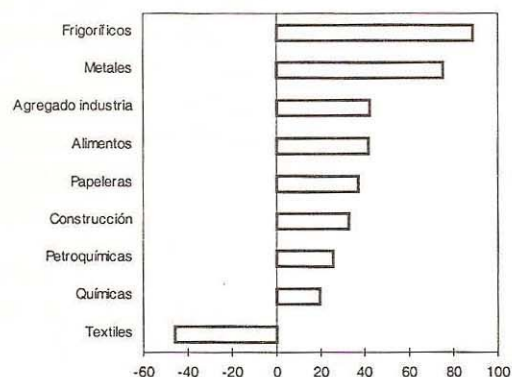 Frigoríficos
Metales
Agregado industria
Alimentos
Papeleras
Construcción
Petroquímicas
Químicas
Textiles
-60 -40 -20 0 20 40 60 80 100